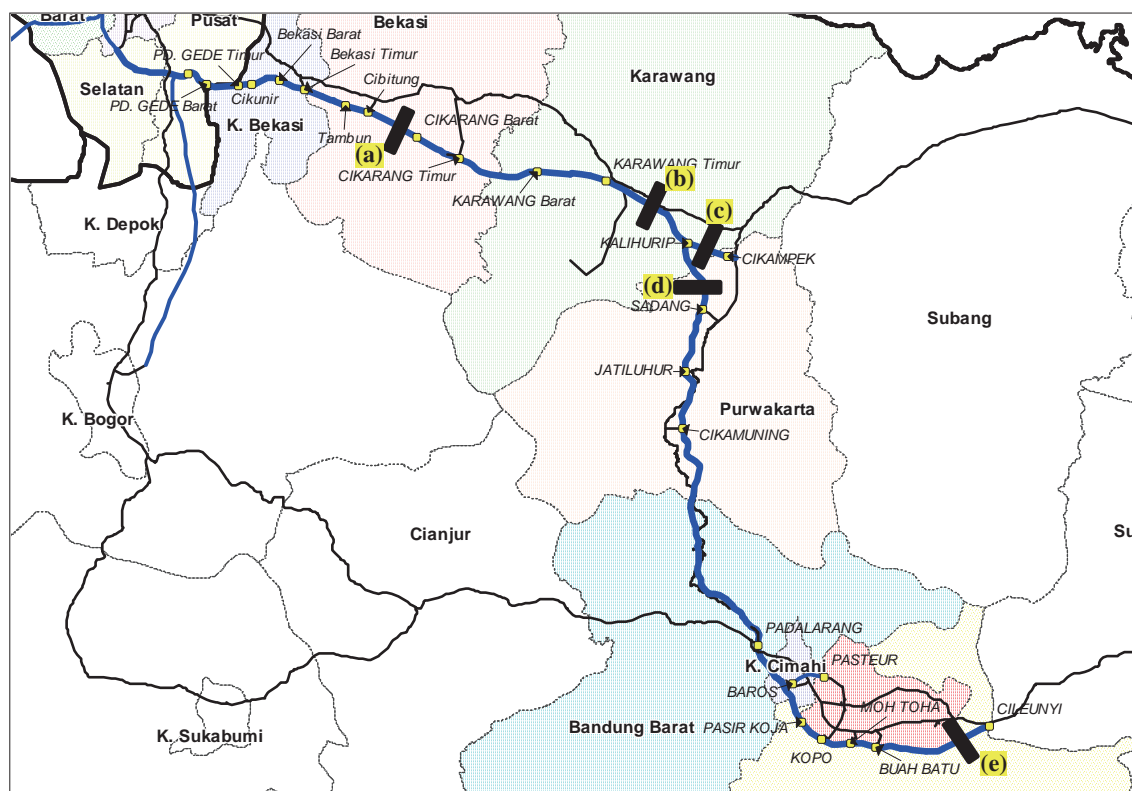 Barat
Pusat
Bekasi
Bekasi Barat
PD. GEDE Timur
Bekasi Timur
Karawang
Cibitung
Selatan
PD. GEDE Barat
Cikunir
K. Bekasi
Tambun
CIKARANG Barat
(a)
CIKARANG Timur
KARAWANG Timur
(b)
KARAWANG Barat
(c)
K. Depok
KALIHURIP
CIKAMPEK
(d)
SADANG
Subang
JATILUHUR
Purwakarta
K. Bogor
CIKAMUNING
Cianjur
Su
PADALARANG
K. Cimahi
PASTEUR
BAROS
MOH TOHA
CILEUNYI
Bandung Barat
PASIR KOJA
K. Sukabumi
KOPO
BUAH BATU
(e)